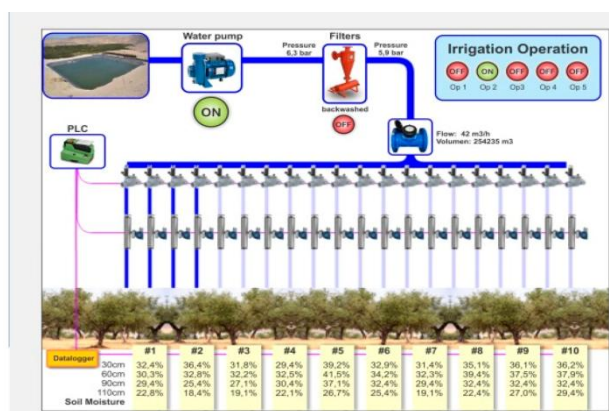 Water pump
Filters
Pressure
6,3 bar
Pressure
5,9 bar
Irrigation Operation
OFF ON OFF OFF OFF
Op 1 Op 2 Op3 Op 4 Op 5
ON
backwashed
OFF
PLC
Flow: 42 m3/h
Volumen: 254235 m3
Datalogger
#1 #2 #3 #4 #5 #6 #7 #8 #9 #10
30cm 32,4% 36,4% 31,8% 29,4% 39,2% 32,9% 31,4% 35,1% 36,1% 36,2%
60cm 30,3% 32,8% 32,2% 32,5% 41,5% 34,2% 32,3% 39,4% 37,5% 37,9%
90cm 29,4% 25,4% 27,1% 30,4% 37,1% 32,4% 29,4% 32,4% 32,4% 32,4%
110cm 22,8% 18,4% 19,1% 22,1% 26,7% 25,4% 19,1% 22,4% 27,0% 29,4%
Soil Moisture